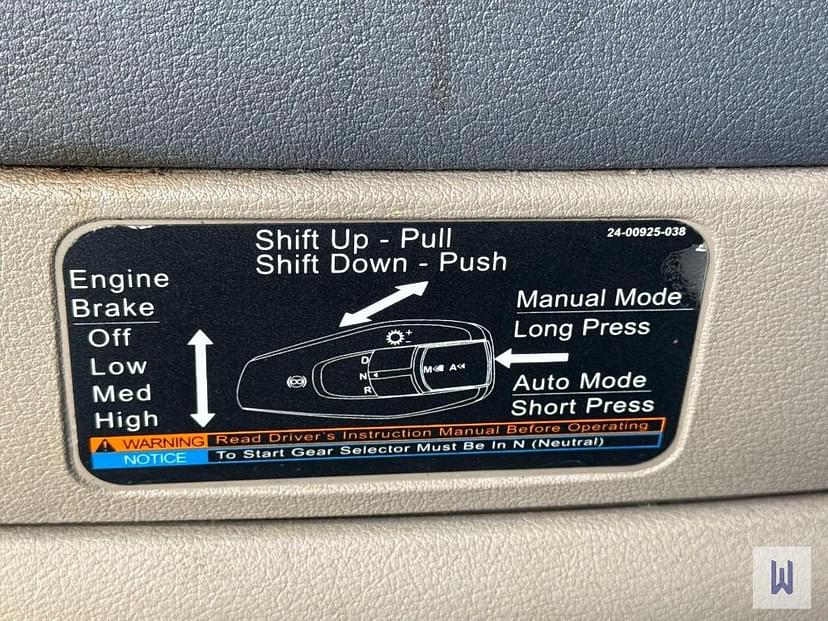 24-00925-038
Shift Up - Pull
Shift Down - Push
Engine
Brake
Off
Low
Med
High
Manual Mode
Long Press
Auto Mode
Short Press
+
-
D
N
R
M
A
WARNING Read Driver's Instruction Manual Before Operating
NOTICE To Start Gear Selector Must Be In N (Neutral)
W